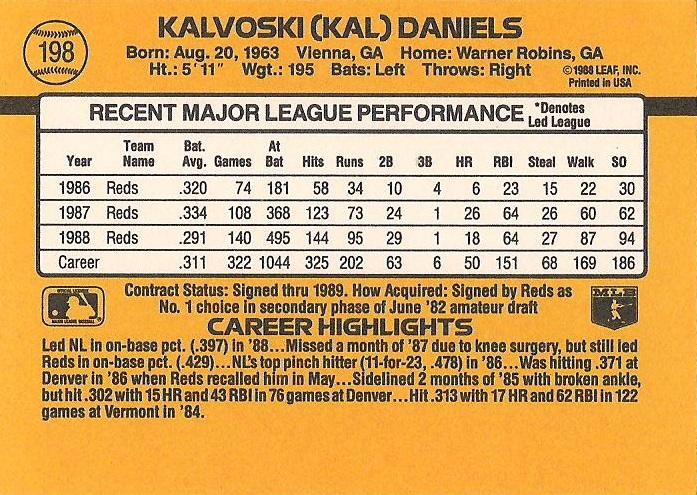 198
KALVOSKI (KAL) DANIELS
Born: Aug. 20, 1963 Vienna, GA Home: Warner Robins, GA
Ht.: 5'11" Wgt.: 195 Bats: Left Throws: Right
©1988 LEAF, INC.
Printed in USA
RECENT MAJOR LEAGUE PERFORMANCE *Denotes Led League
Year Team Name Bat. Avg. Games At Bat Hits Runs 2B 3B HR RBI Steal Walk SO
1986 Reds .320 74 181 58 34 10 4 6 23 15 22 30
1987 Reds .334 108 368 123 73 24 1 26 64 26 60 62
1988 Reds .291 140 495 144 95 29 1 18 64 27 87 94
Career .311 322 1044 325 202 63 6 50 151 68 169 186
Contract Status: Signed thru 1989. How Acquired: Signed by Reds as
No. 1 choice in secondary phase of June '82 amateur draft
MLB
CAREER HIGHLIGHTS
Led NL in on-base pct. (.397) in '88...Missed a month of '87 due to knee surgery, but still led
Reds in on-base pct. (.429)...NL's top pinch hitter (11-for-23, .478) in '86...Was hitting .371 at
Denver in '86 when Reds recalled him in May...Sidelined 2 months of '85 with broken ankle,
but hit .302 with 15 HR and 43 RBI in 76 games at Denver...Hit .313 with 17 HR and 62 RBI in 122
games at Vermont in '84.